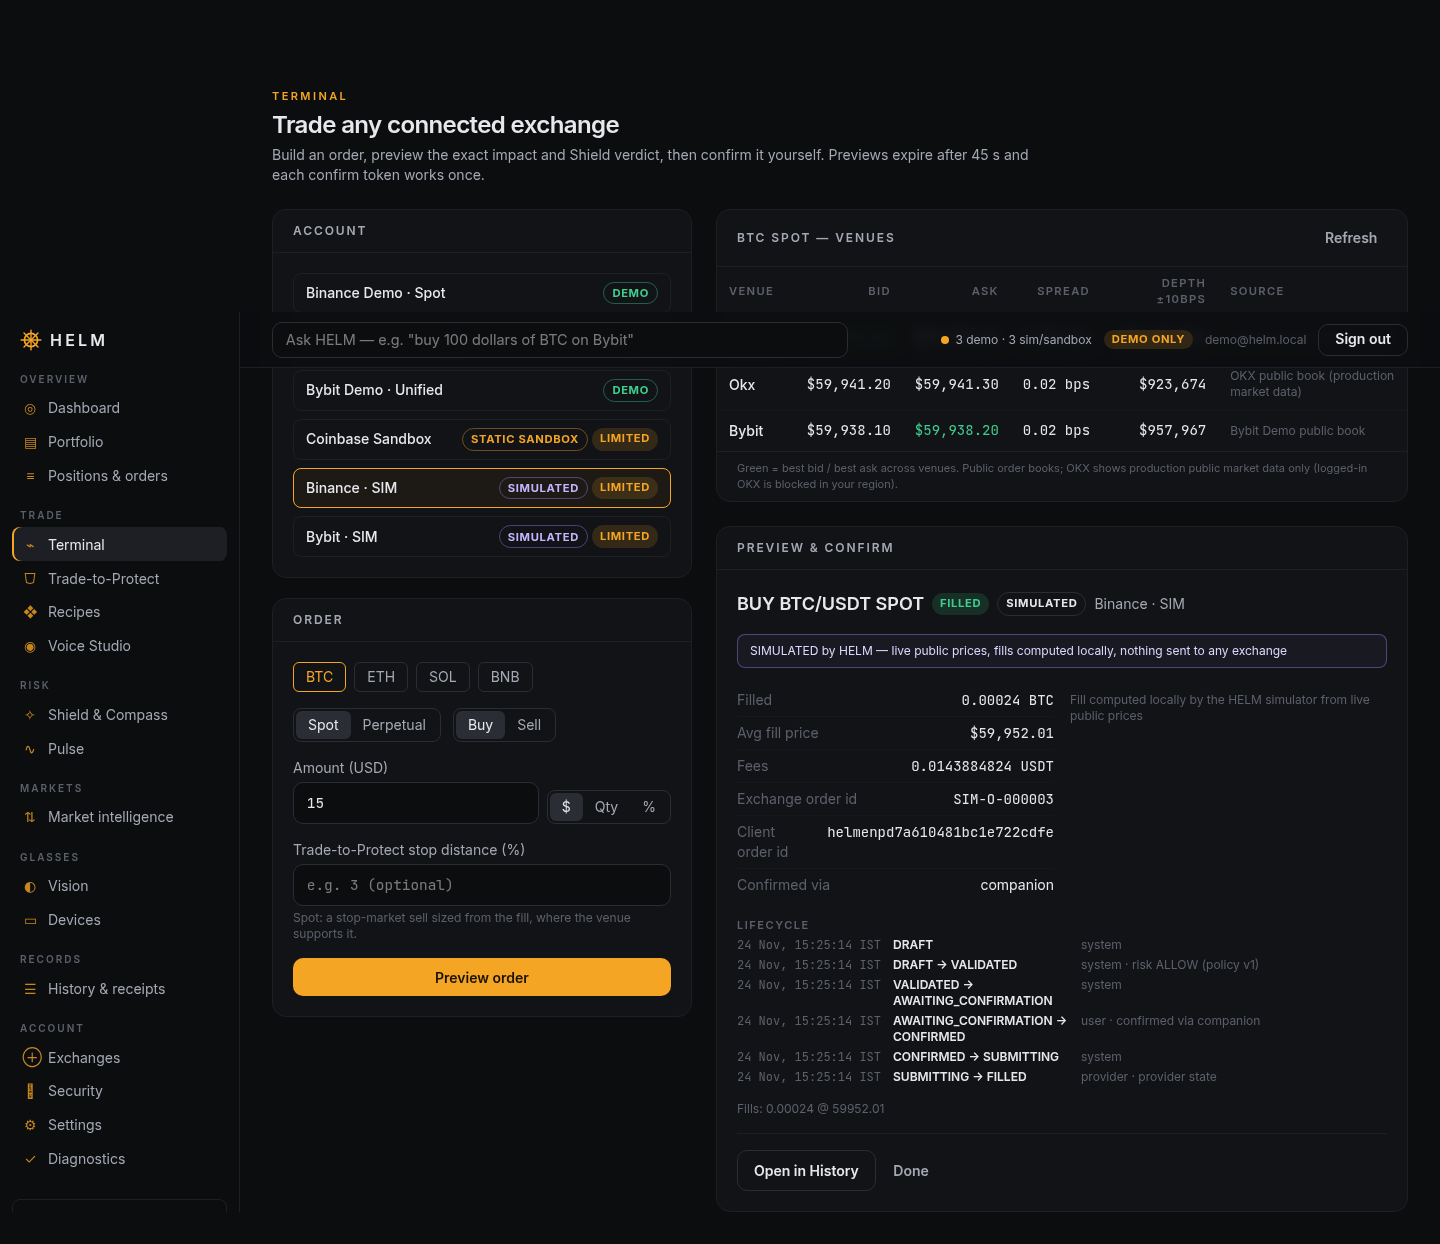 TERMINAL
Trade any connected exchange
Build an order, preview the exact impact and Shield verdict, then confirm it yourself. Previews expire after 45 s and
each confirm token works once.
ACCOUNT
Binance Demo · Spot DEMO
Bybit Demo · Unified DEMO
Coinbase Sandbox STATIC SANDBOX LIMITED
Binance · SIM SIMULATED LIMITED
Bybit · SIM SIMULATED LIMITED
BTC SPOT — VENUES Refresh
VENUE BID ASK SPREAD DEPTH ±10BPS SOURCE
Okx $59,941.20 $59,941.30 0.02 bps $923,674 OKX public book (production
market data)
Bybit $59,938.10 $59,938.20 0.02 bps $957,967 Bybit Demo public book
Green = best bid / best ask across venues. Public order books; OKX shows production public market data only (logged-in
OKX is blocked in your region).
HELM
Ask HELM — e.g. "buy 100 dollars of BTC on Bybit"
3 demo · 3 sim/sandbox DEMO ONLY demo@helm.local Sign out
OVERVIEW
Dashboard
Portfolio
Positions & orders
TRADE
Terminal
Trade-to-Protect
Recipes
Voice Studio
RISK
Shield & Compass
Pulse
MARKETS
Market intelligence
GLASSES
Vision
Devices
RECORDS
History & receipts
ACCOUNT
Exchanges
Security
Settings
Diagnostics
ORDER
BTC ETH SOL BNB
Spot Perpetual Buy Sell
Amount (USD)
15 $ Qty %
Trade-to-Protect stop distance (%)
e.g. 3 (optional)
Spot: a stop-market sell sized from the fill, where the venue
supports it.
Preview order
PREVIEW & CONFIRM
BUY BTC/USDT SPOT FILLED SIMULATED Binance · SIM
SIMULATED by HELM — live public prices, fills computed locally, nothing sent to any exchange
Filled 0.00024 BTC
Avg fill price $59,952.01
Fees 0.0143884824 USDT
Exchange order id SIM-O-000003
Client order id helmenpd7a610481bc1e722cdfe
Confirmed via companion
Fill computed locally by the HELM simulator from live
public prices
LIFECYCLE
24 Nov, 15:25:14 IST DRAFT system
24 Nov, 15:25:14 IST DRAFT → VALIDATED system · risk ALLOW (policy v1)
24 Nov, 15:25:14 IST VALIDATED → AWAITING_CONFIRMATION system
24 Nov, 15:25:14 IST AWAITING_CONFIRMATION → CONFIRMED user · confirmed via companion
24 Nov, 15:25:14 IST CONFIRMED → SUBMITTING system
24 Nov, 15:25:14 IST SUBMITTING → FILLED provider · provider state
Fills: 0.00024 @ 59952.01
Open in History Done